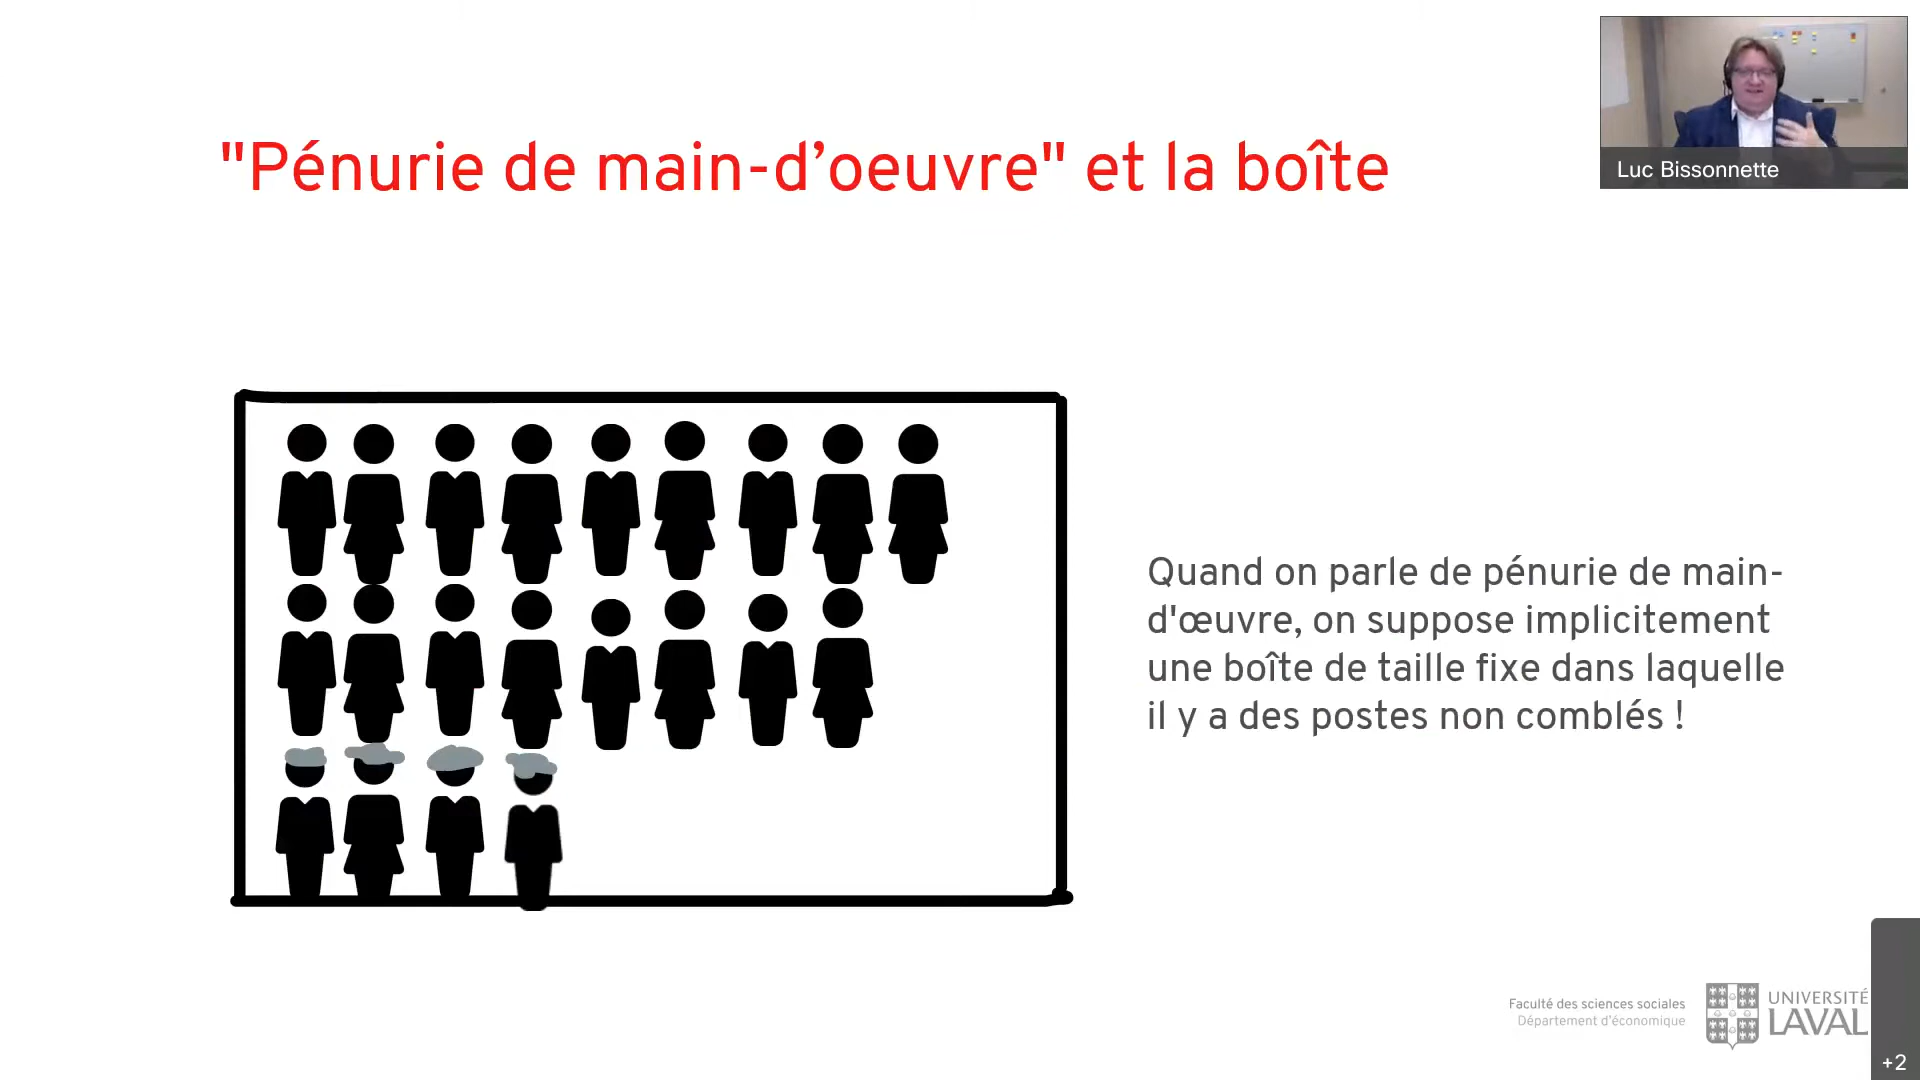 Luc Bissonnette
"Pénurie de main-d’oeuvre" et la boîte
Quand on parle de pénurie de main-
d'œuvre, on suppose implicitement
une boîte de taille fixe dans laquelle
il y a des postes non comblés !
Faculté des sciences sociales
Département d'économique
UNIVERSITÉ
LAVAL
+2